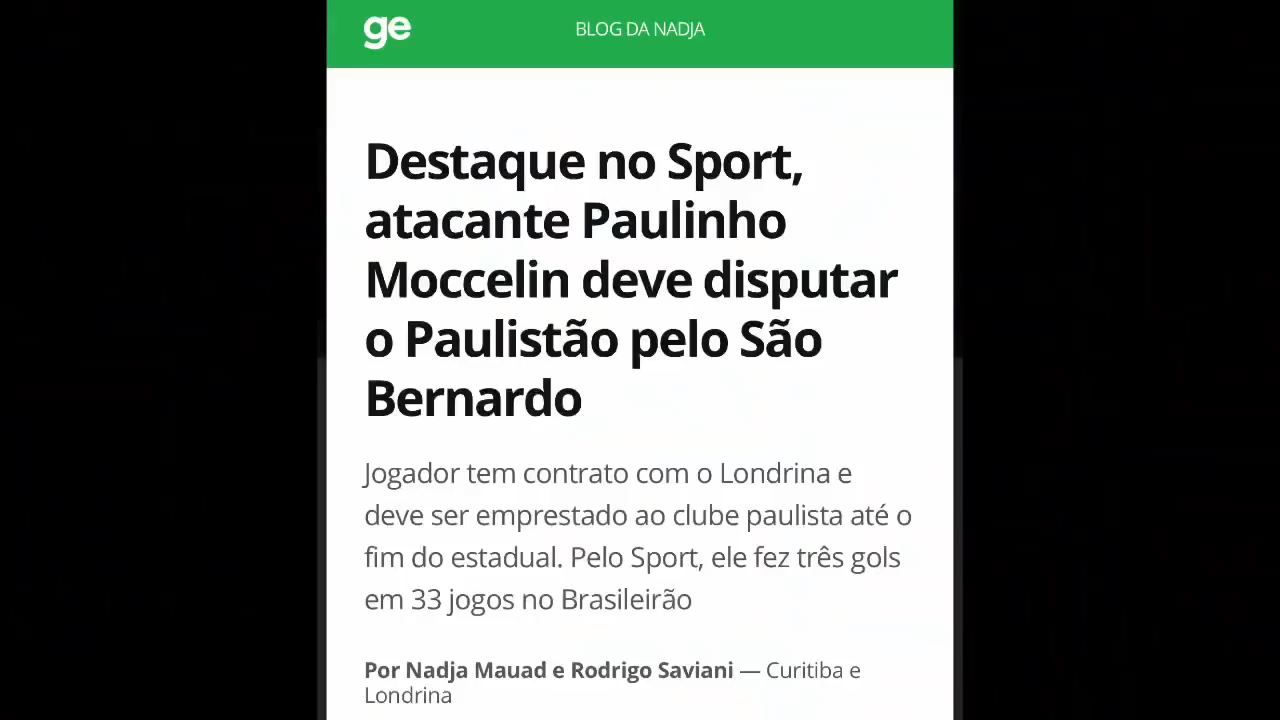 ge
BLOG DA NADJA
Destaque no Sport,
atacante Paulinho
Moccelin deve disputar
o Paulistão pelo São
Bernardo
Jogador tem contrato com o Londrina e
deve ser emprestado ao clube paulista até o
fim do estadual. Pelo Sport, ele fez três gols
em 33 jogos no Brasileirão
Por Nadja Mauad e Rodrigo Saviani — Curitiba e
Londrina